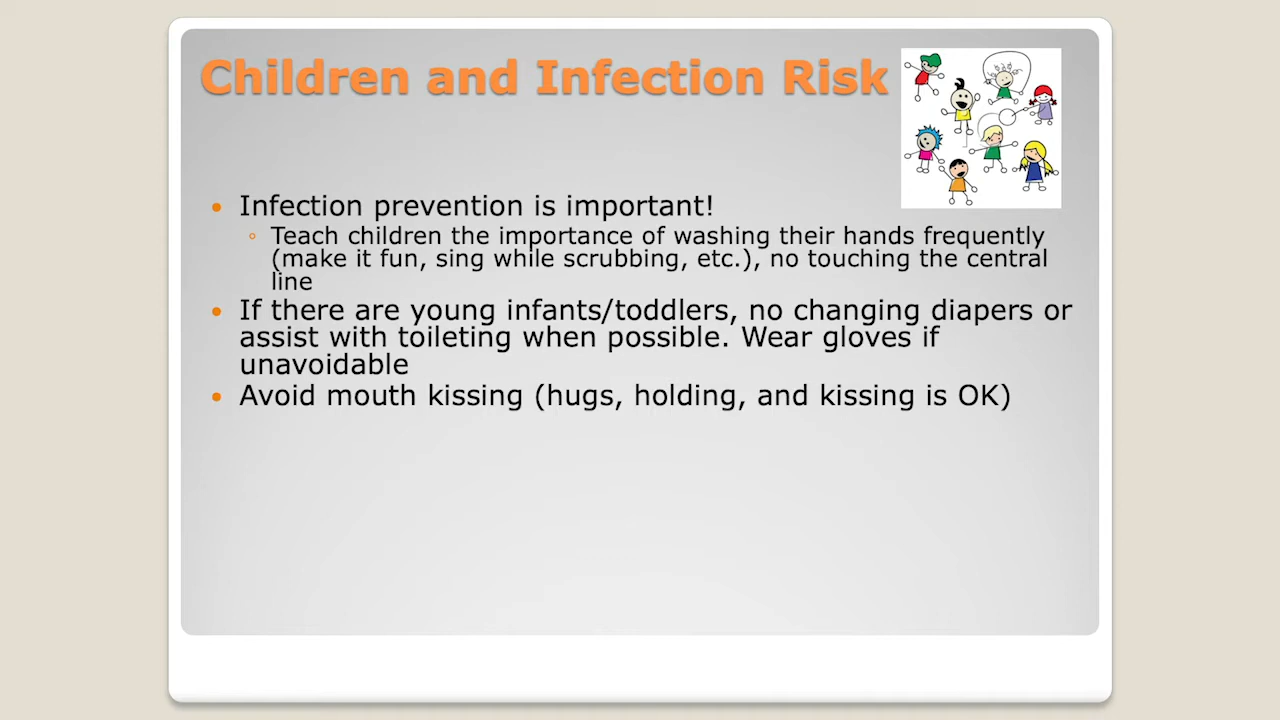 Children and Infection Risk
• Infection prevention is important!
◦ Teach children the importance of washing their hands frequently
(make it fun, sing while scrubbing, etc.), no touching the central
line
• If there are young infants/toddlers, no changing diapers or
assist with toileting when possible. Wear gloves if
unavoidable
• Avoid mouth kissing (hugs, holding, and kissing is OK)